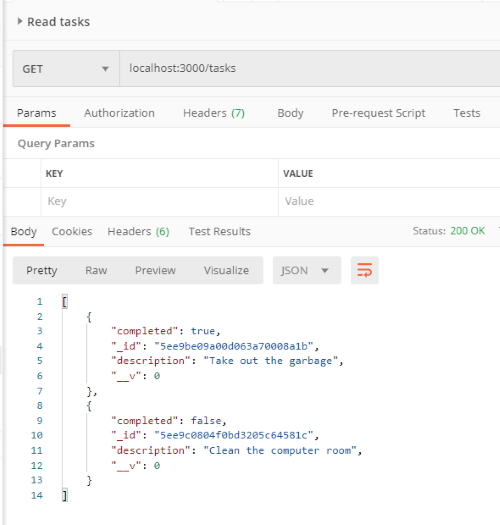 Read tasks
GET localhost:3000/tasks
Params Authorization Headers (7) Body Pre-request Script Tests
Query Params
KEY VALUE
Key Value
Body Cookies Headers (6) Test Results Status: 200 OK
Pretty Raw Preview Visualize JSON
1 [
2 {
3 "completed": true,
4 "_id": "5ee9be09a00d063a70008a1b",
5 "description": "Take out the garbage",
6 "__v": 0
7 },
8 {
9 "completed": false,
10 "_id": "5ee9c0804f0bd3205c64581c",
11 "description": "Clean the computer room",
12 "__v": 0
13 }
14 ]